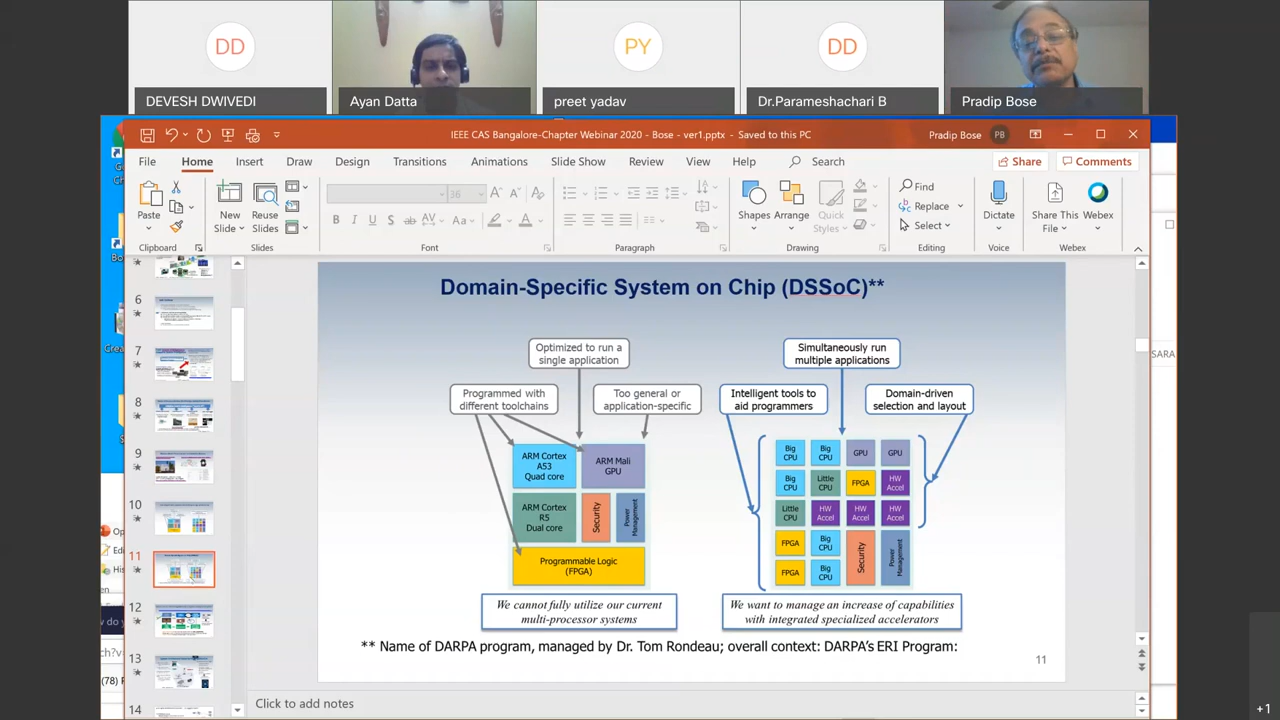 DD
PY
DD
DEVESH DWIVEDI
Ayan Datta
preet yadav
Dr.Parameshachari B
Pradip Bose
IEEE CAS Bangalore-Chapter Webinar 2020 - Bose - ver1.pptx - Saved to this PC
Pradip Bose
PB
File
Home
Insert
Draw
Design
Transitions
Animations
Slide Show
Review
View
Help
Search
Share
Comments
Paste
New
Slide
Reuse
Slides
36
B
I
U
S
ab
AV
Aa
A
Shapes
Arrange
Quick
Styles
Find
Replace
Select
Dictate
Share This
File
Webex
Clipboard
Slides
Font
Paragraph
Drawing
Editing
Voice
Webex
6
7
8
9
10
11
12
13
14
Domain-Specific System on Chip (DSSoC)**
Optimized to run a
single application
Programmed with
different toolchains
Too general or
application-specific
ARM Cortex
A53
Quad core
ARM Mali
GPU
ARM Cortex
R5
Dual core
Security
Power
Management
Programmable Logic
(FPGA)
We cannot fully utilize our current
multi-processor systems
Simultaneously run
multiple applications
Intelligent tools to
aid programmers
Domain-driven
selection and layout
Big
CPU
Big
CPU
GPU
GPU
Big
CPU
Little
CPU
FPGA
HW
Accel
Little
CPU
HW
Accel
HW
Accel
HW
Accel
FPGA
Big
CPU
Security
Power
Management
FPGA
Big
CPU
We want to manage an increase of capabilities
with integrated specialized accelerators
** Name of DARPA program, managed by Dr. Tom Rondeau; overall context: DARPA's ERI Program:
11
Click to add notes
SARA
+1